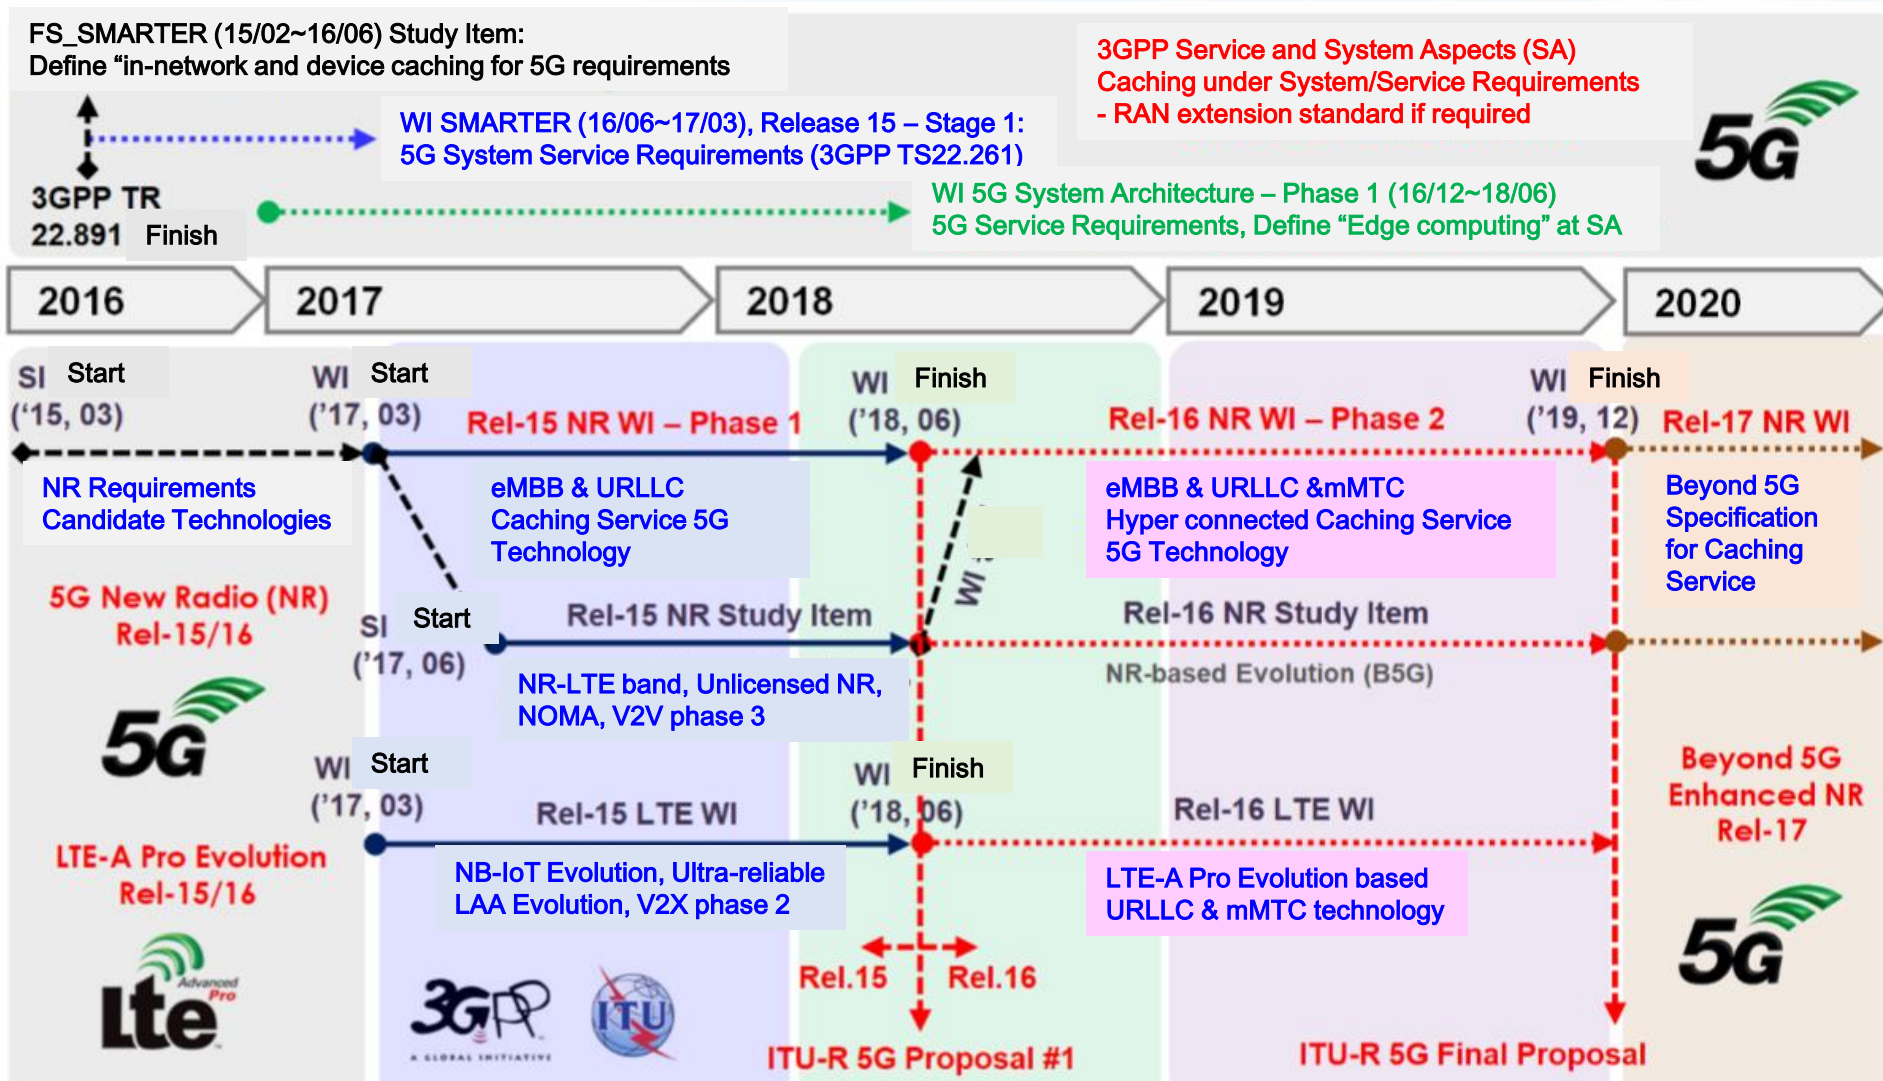 FS_SMARTER (15/02~16/06) Study Item:
Define “in-network and device caching for 5G requirements
3GPP Service and System Aspects (SA)
Caching under System/Service Requirements
- RAN extension standard if required
5G
WI SMARTER (16/06~17/03), Release 15 – Stage 1:
5G System Service Requirements (3GPP TS22.261)
3GPP TR
22.891 Finish
WI 5G System Architecture – Phase 1 (16/12~18/06)
5G Service Requirements, Define “Edge computing” at SA
2016 2017 2018 2019 2020
SI Start
(‘15, 03)
WI Start
(’17, 03)
Rel-15 NR WI – Phase 1
WI Finish
(’18, 06)
Rel-16 NR WI – Phase 2
WI Finish
(’19, 12)
Rel-17 NR WI
NR Requirements
Candidate Technologies
eMBB & URLLC
Caching Service 5G
Technology
WI
eMBB & URLLC &mMTC
Hyper connected Caching Service
5G Technology
Beyond 5G
Specification
for Caching
Service
5G New Radio (NR)
Rel-15/16
5G
SI Start
(’17, 06)
Rel-15 NR Study Item
NR-LTE band, Unlicensed NR,
NOMA, V2V phase 3
Rel-16 NR Study Item
NR-based Evolution (B5G)
WI Start
(’17, 03)
Rel-15 LTE WI
WI Finish
(’18, 06)
Rel-16 LTE WI
Beyond 5G
Enhanced NR
Rel-17
5G
LTE-A Pro Evolution
Rel-15/16
Lte Advanced
Pro
NB-IoT Evolution, Ultra-reliable
LAA Evolution, V2X phase 2
LTE-A Pro Evolution based
URLLC & mMTC technology
3GPP
A GLOBAL INITIATIVE
ITU
Rel.15 Rel.16
ITU-R 5G Proposal #1
ITU-R 5G Final Proposal